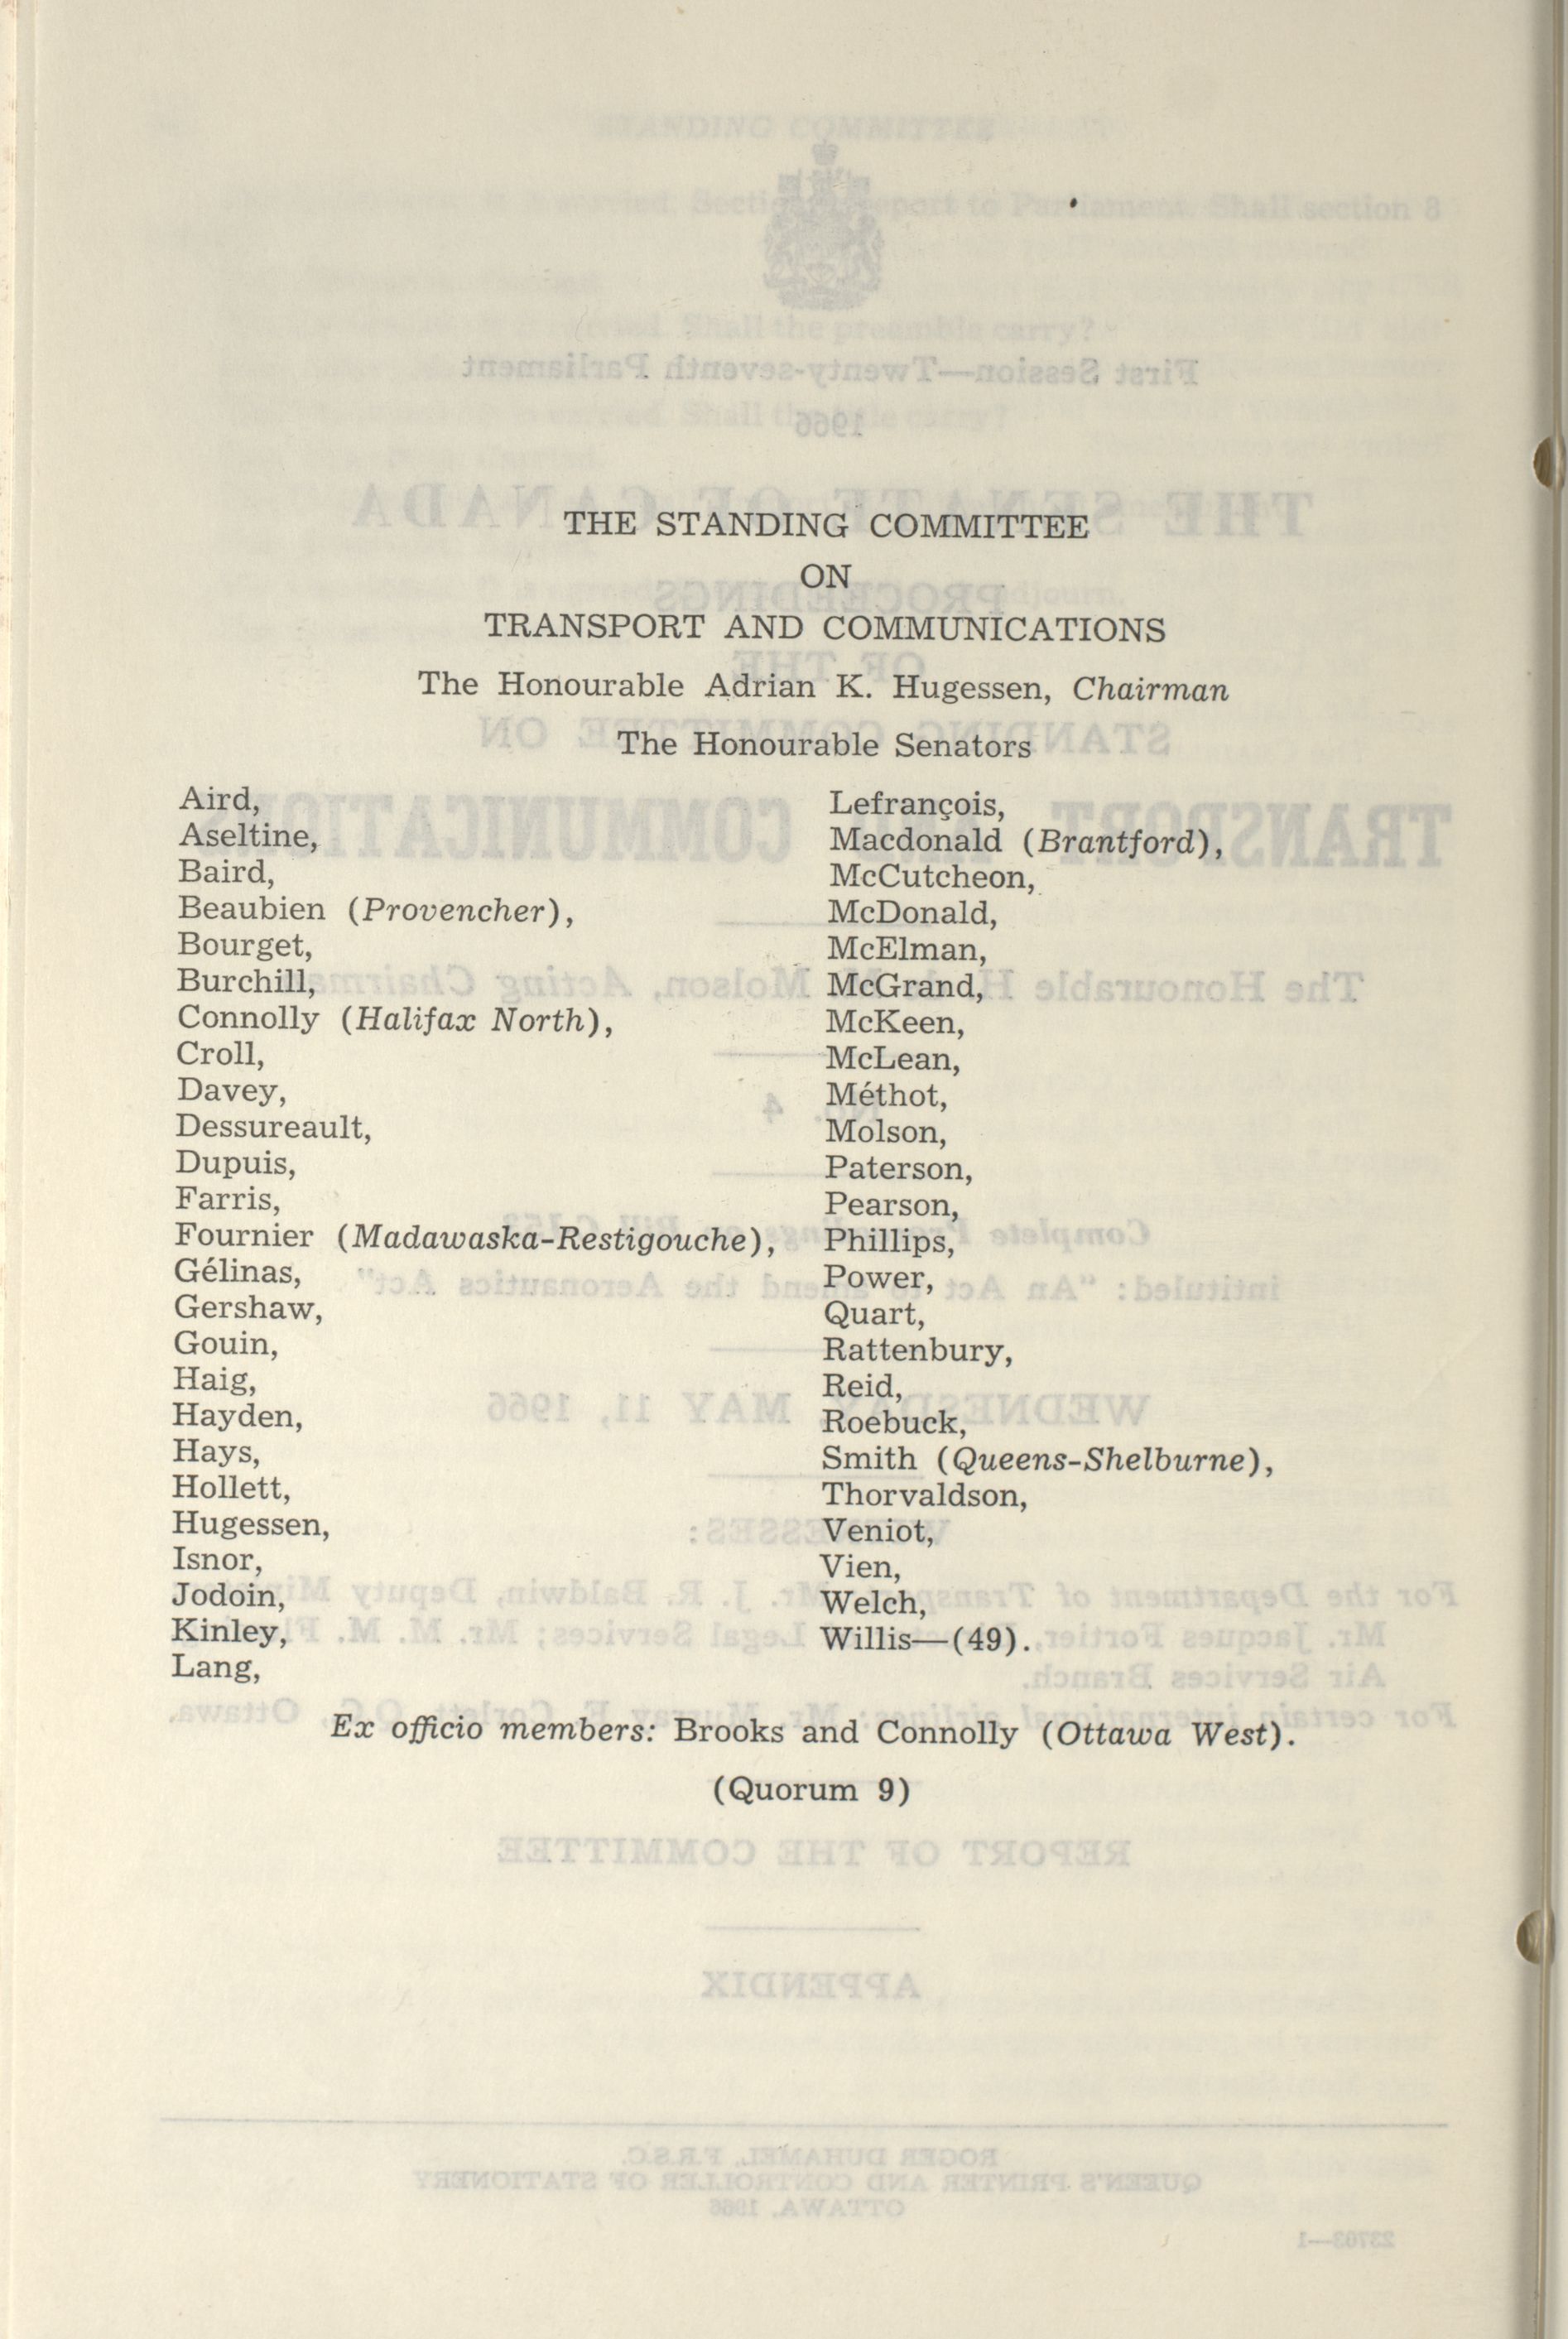 THE STANDING COMMITTEE
ON
TRANSPORT AND COMMUNICATIONS
The Honourable Adrian K. Hugessen, Chairman
The Honourable Senators
Aird,
Aseltine,
Baird,
Beaubien (Provencher),
Bourget,
Burchill,
Connolly (Halifax North),
Croll,
Davey,
Dessureault,
Dupuis,
Farris,
Fournier (Madawaska-Restigouche),
Gélinas,
Gershaw,
Gouin,
Haig,
Hayden,
Hays,
Hollett,
Hugessen,
Isnor,
Jodoin,
Kinley,
Lang,
Lefrançois,
Macdonald (Brantford),
McCutcheon,
McDonald,
McElman,
McGrand,
McKeen,
McLean,
Méthot,
Molson,
Paterson,
Pearson,
Phillips,
Power,
Quart,
Rattenbury,
Reid,
Roebuck,
Smith (Queens-Shelburne),
Thorvaldson,
Veniot,
Vien,
Welch,
Willis—(49).
Ex officio members: Brooks and Connolly (Ottawa West).
(Quorum 9)